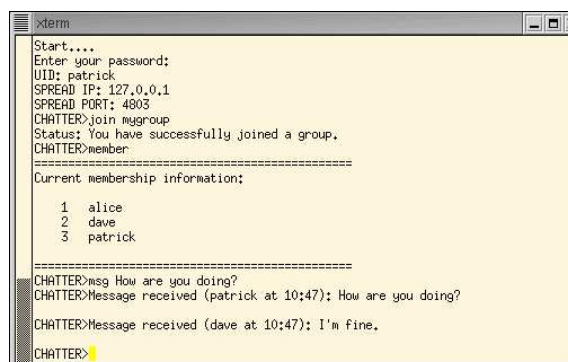 xterm
Start....
Enter your password:
UID: patrick
SPREAD IP: 127.0.0.1
SPREAD PORT: 4803
CHATTER>join mygroup
Status: You have successfully joined a group.
CHATTER>member
===============================================
Current membership information:
1 alice
2 dave
3 patrick
===============================================
CHATTER>msg How are you doing?
CHATTER>Message received (patrick at 10:47): How are you doing?
CHATTER>Message received (dave at 10:47): I'm fine.
CHATTER>